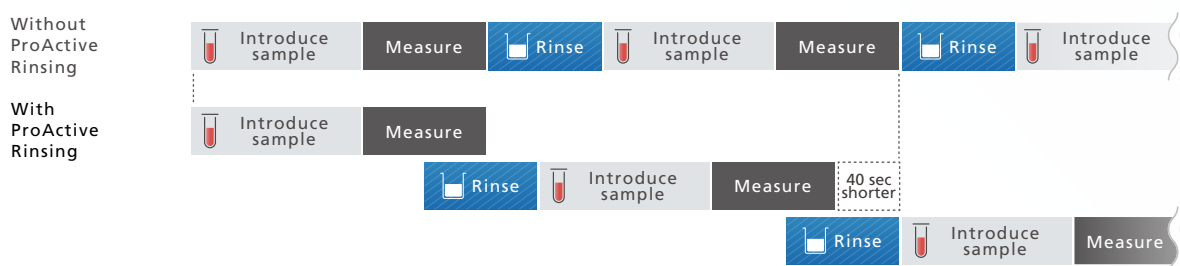 Without
ProActive
Rinsing
Introduce
sample
Measure
Rinse
Introduce
sample
Measure
Rinse
Introduce
sample
With
ProActive
Rinsing
Introduce
sample
Measure
Rinse
Introduce
sample
Measure
40 sec
shorter
Rinse
Introduce
sample
Measure